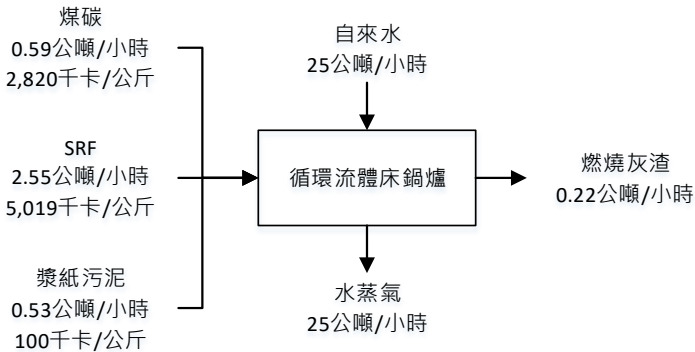 煤碳
0.59公噸/小時
2,820千卡/公斤
SRF
2.55公噸/小時
5,019千卡/公斤
漿紙污泥
0.53公噸/小時
100千卡/公斤
自來水
25公噸/小時
循環流體床鍋爐
水蒸氣
25公噸/小時
燃燒灰渣
0.22公噸/小時